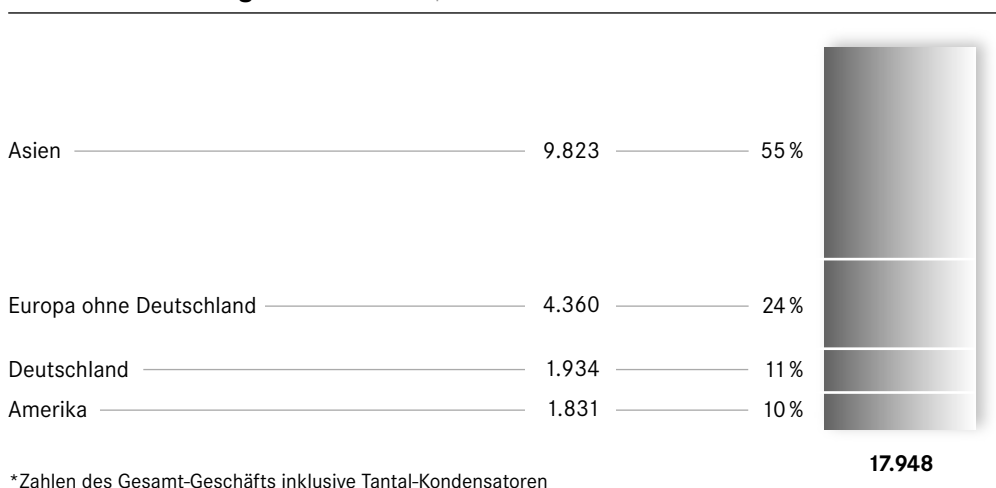 Asien 9.823 55 %
Europa ohne Deutschland 4.360 24 %
Deutschland 1.934 11 %
Amerika 1.831 10 %
17.948
*Zahlen des Gesamt-Geschäfts inklusive Tantal-Kondensatoren